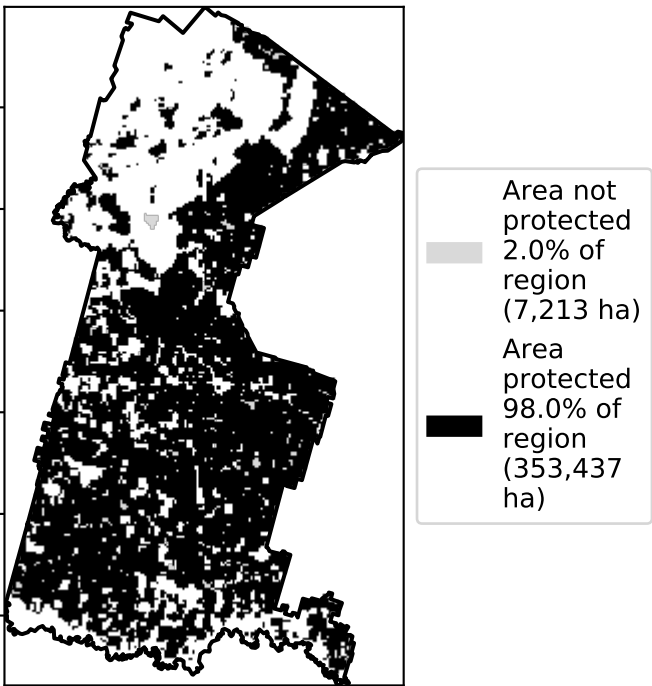 Area not
protected
2.0% of
region
(7,213 ha)
Area
protected
98.0% of
region
(353,437
ha)